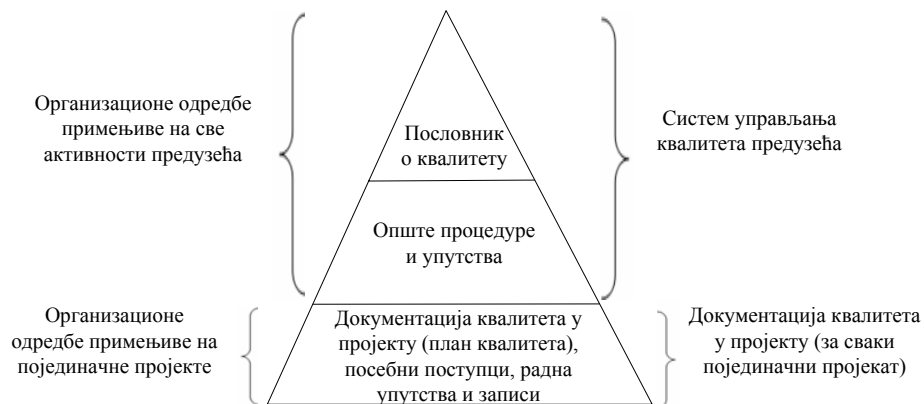 Организационе одредбе
примењиве на све
активности предузећа
Пословник
о квалитету
Систем управљања
квалитета предузећа
Опште процедуре
и упутства
Организационе
одредбе примењиве на
појединачне пројекте
Документација квалитета у
пројекту (план квалитета),
посебни поступци, радна
упутства и записи
Документација квалитета
у пројекту (за сваки
појединачни пројекат)